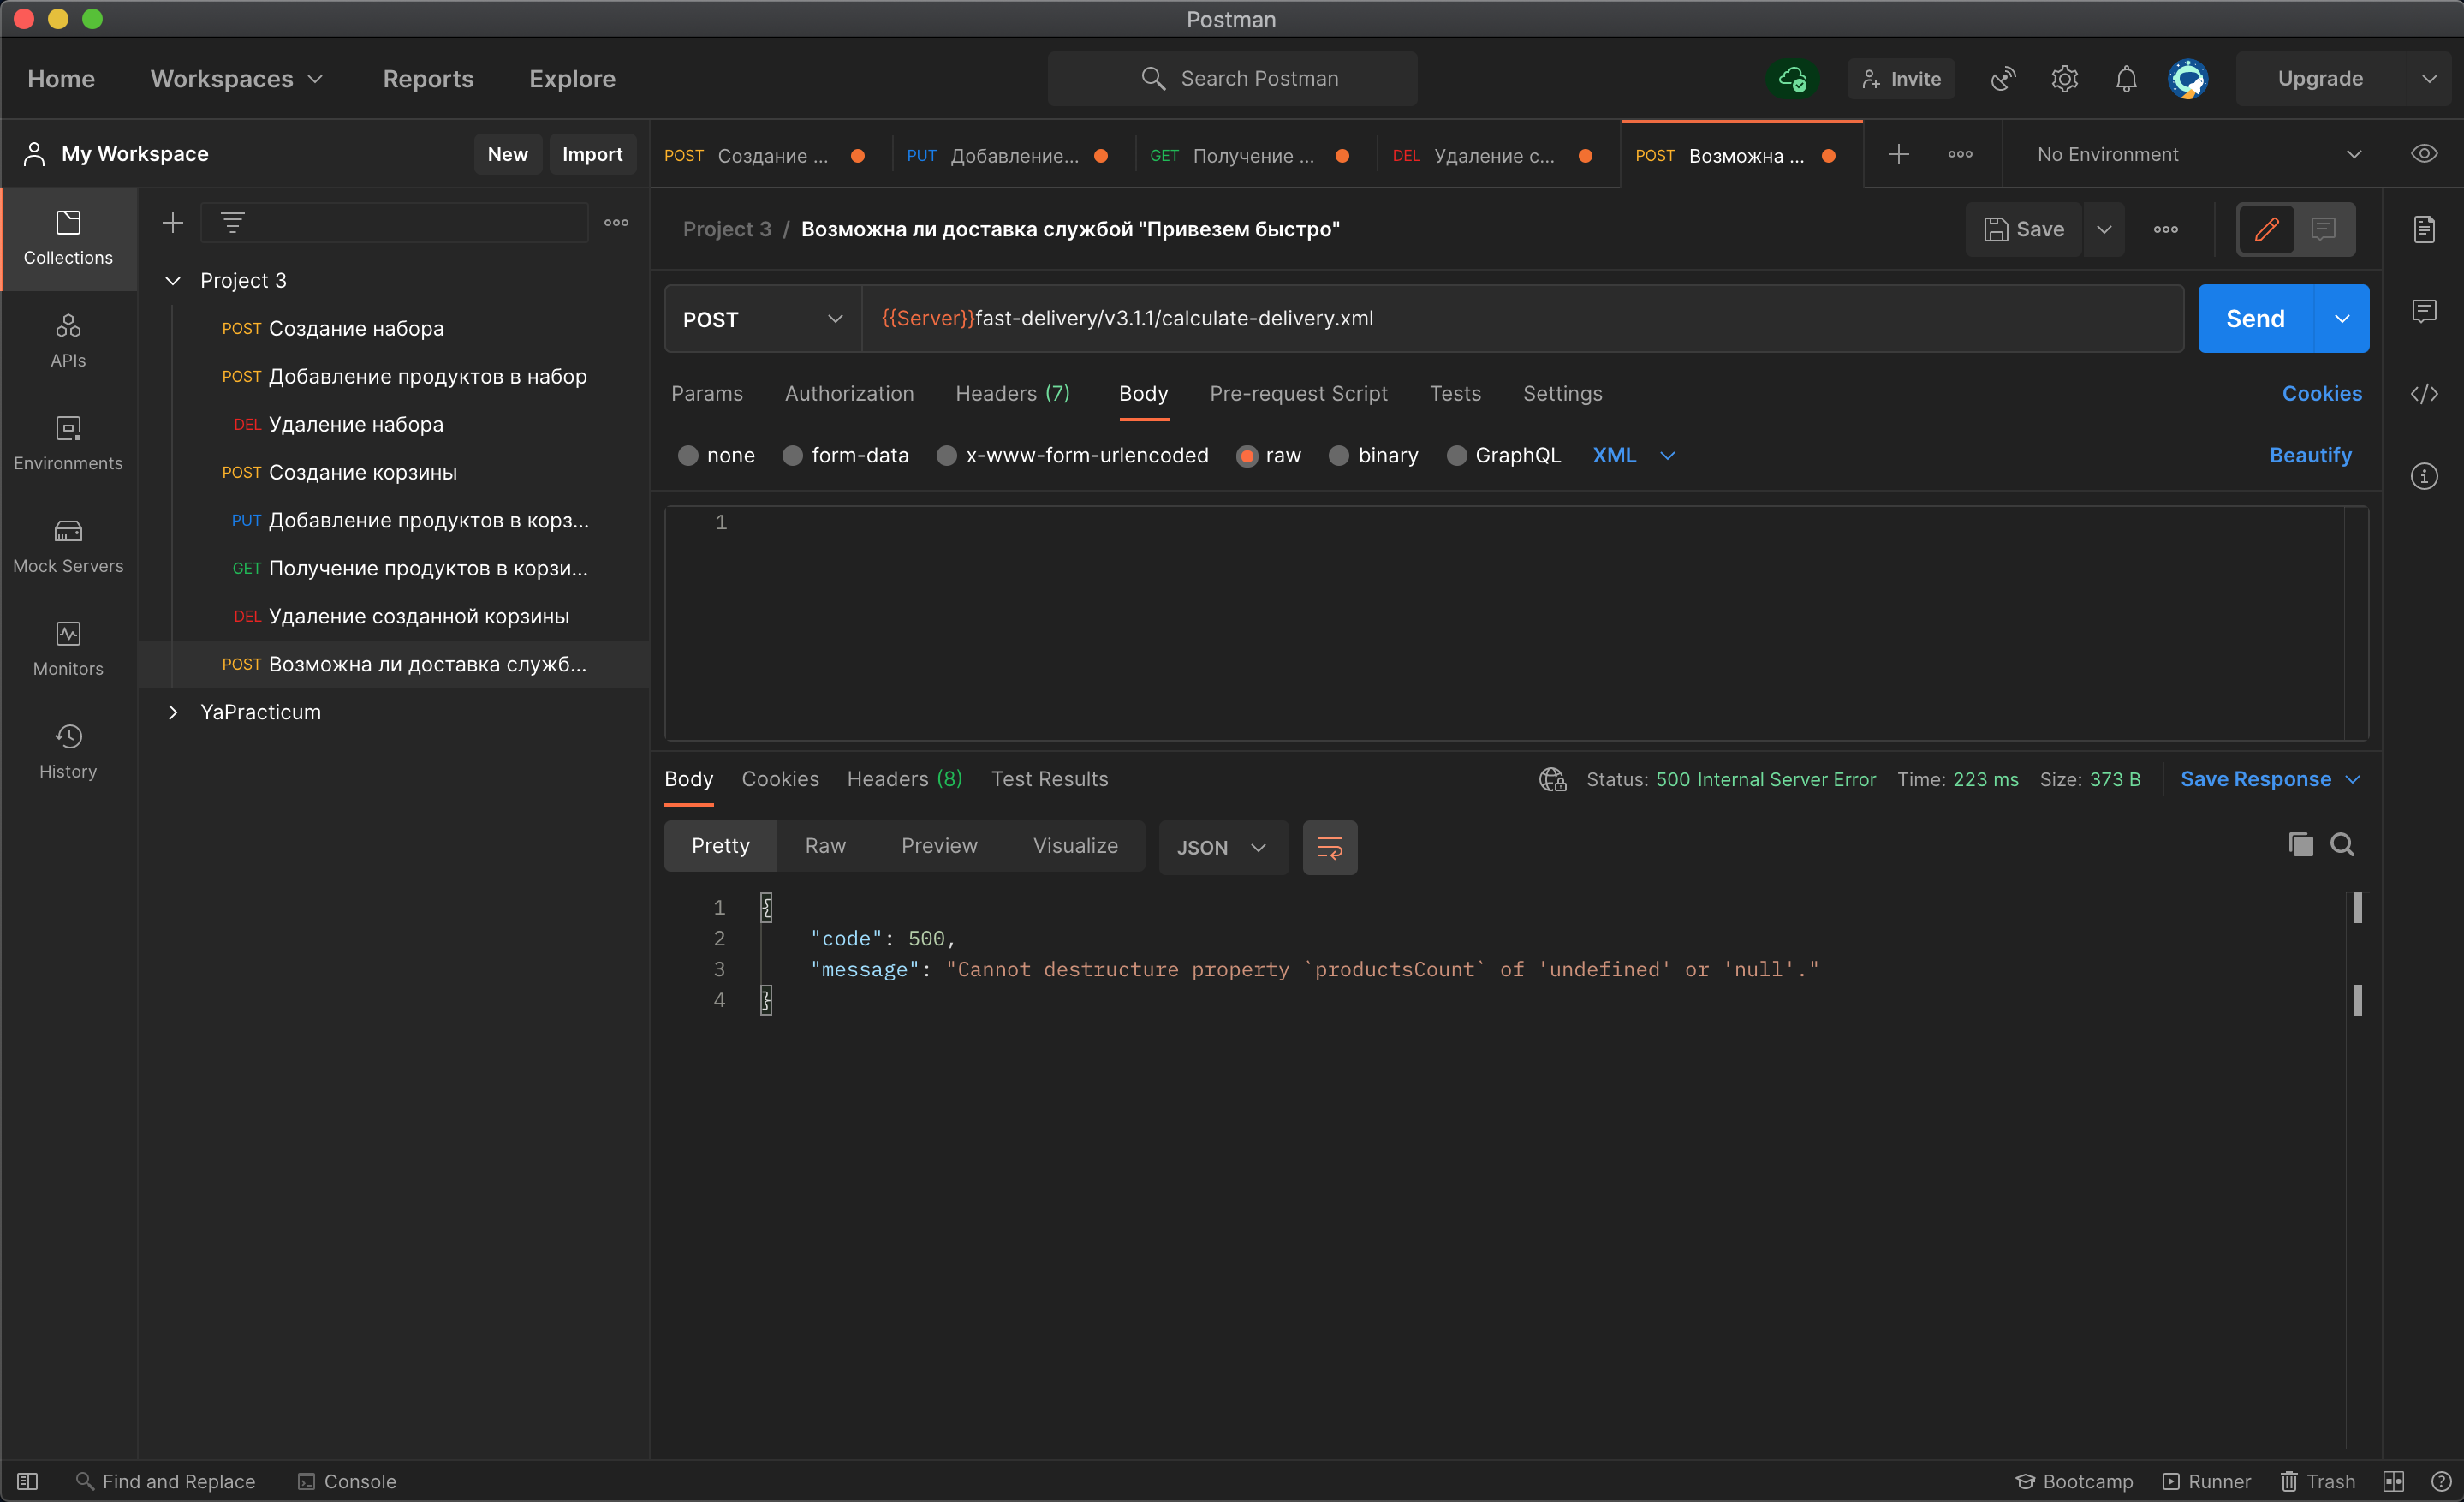 Postman
Home Workspaces Reports Explore Search Postman Invite Upgrade
My Workspace New Import POST Создание ... PUT Добавление... GET Получение ... DEL Удаление с... POST Возможна ... No Environment
Project 3 / Возможна ли доставка службой "Привезем быстро" Save
Collections
APIs
Environments
Mock Servers
Monitors
History
Project 3
POST Создание набора
POST Добавление продуктов в набор
DEL Удаление набора
POST Создание корзины
PUT Добавление продуктов в корз...
GET Получение продуктов в корзи...
DEL Удаление созданной корзины
POST Возможна ли доставка служб...
YaPracticum
POST {{Server}}fast-delivery/v3.1.1/calculate-delivery.xml Send
Params Authorization Headers (7) Body Pre-request Script Tests Settings Cookies
none form-data x-www-form-urlencoded raw binary GraphQL XML Beautify
1
Body Cookies Headers (8) Test Results Status: 500 Internal Server Error Time: 223 ms Size: 373 B Save Response
Pretty Raw Preview Visualize JSON
1 {
2 "code": 500,
3 "message": "Cannot destructure property `productsCount` of 'undefined' or 'null'."
4 }
Find and Replace Console Bootcamp Runner Trash